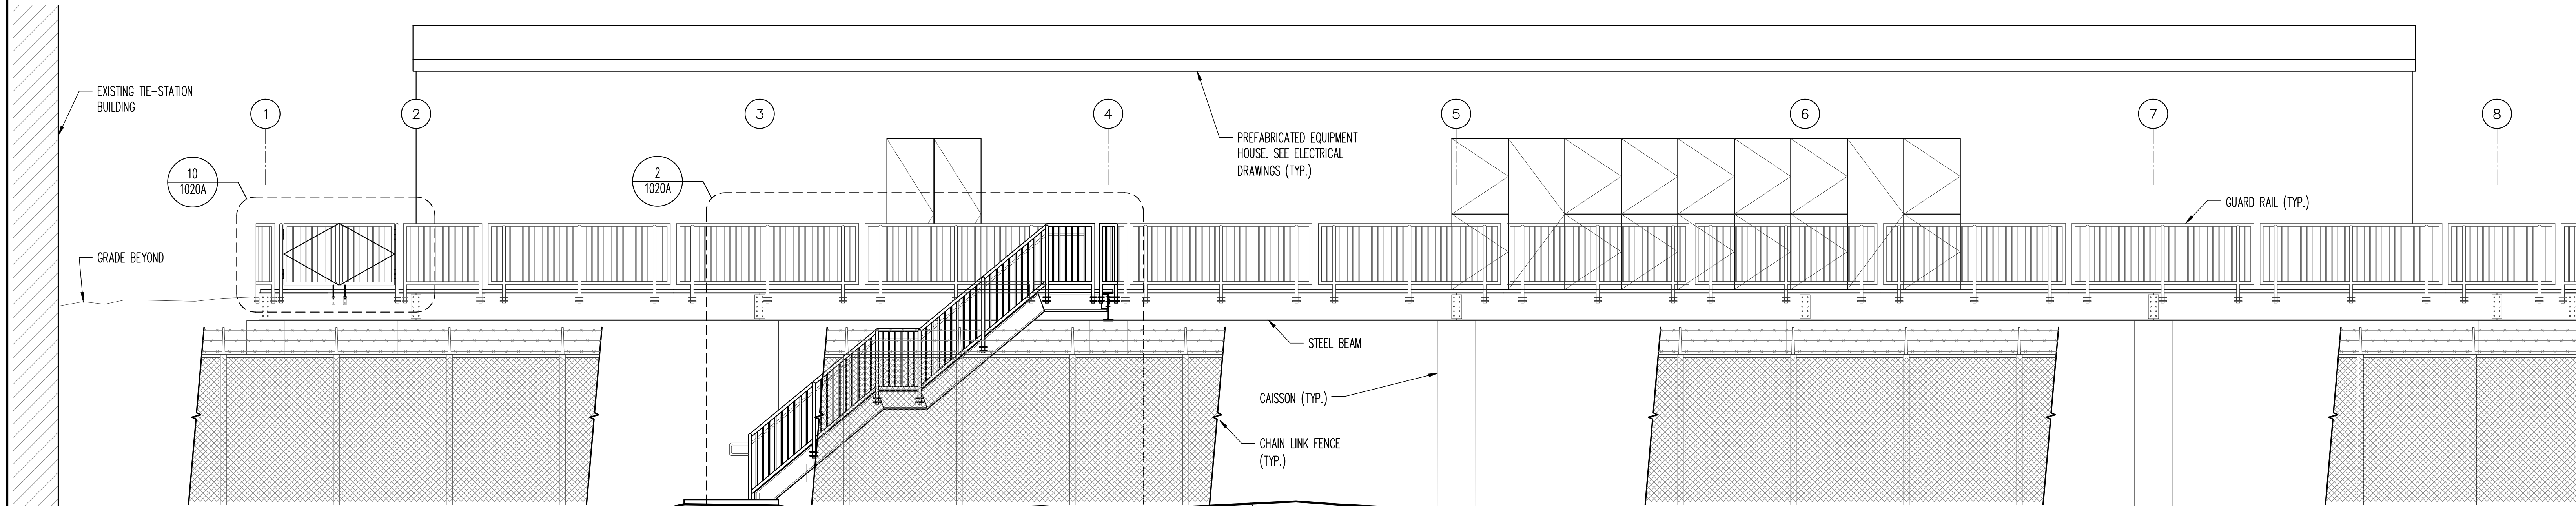 EXISTING TIE-STATION
BUILDING
1
2
3
4
5
6
7
8
PREFABRICATED EQUIPMENT
HOUSE. SEE ELECTRICAL
DRAWINGS (TYP.)
10
1020A
2
1020A
GUARD RAIL (TYP.)
GRADE BEYOND
STEEL BEAM
CAISSON (TYP.)
CHAIN LINK FENCE
(TYP.)